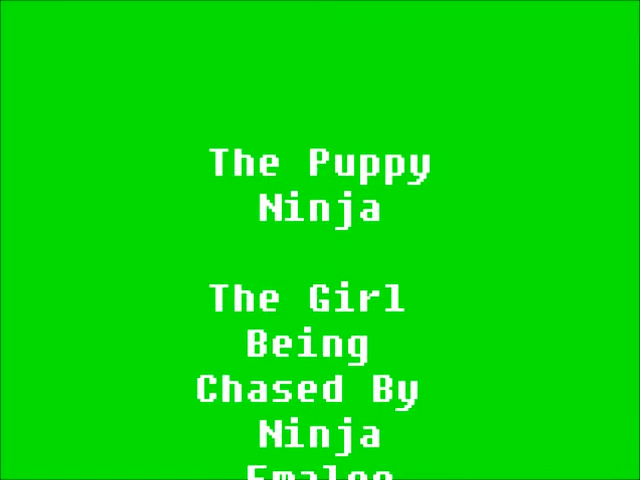 The Puppy
Ninja
The Girl
Being
Chased By
Ninja